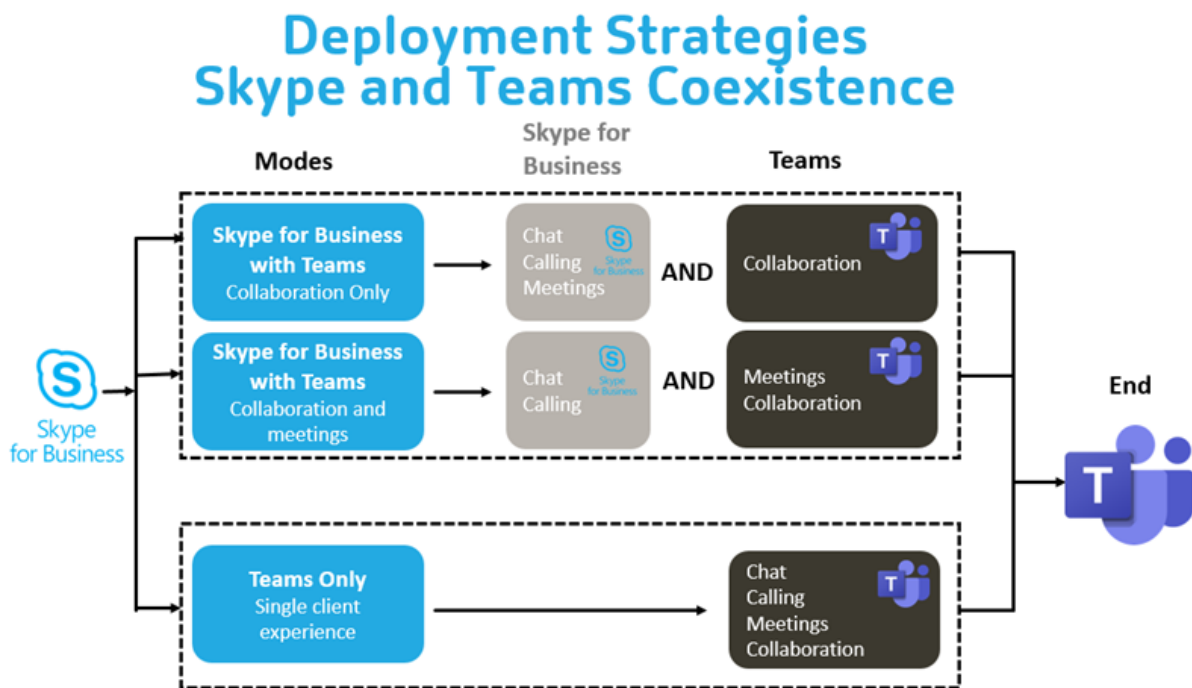 Deployment Strategies
Skype and Teams Coexistence
Modes
Skype for
Business
Teams
Skype for Business
with Teams
Collaboration Only
Chat
Calling
Meetings
S
Skype
for Business
AND
Collaboration
T
Skype for Business
with Teams
Collaboration and
meetings
Chat
Calling
S
Skype
for Business
AND
Meetings
Collaboration
T
S
Skype
for Business
End
T
Teams Only
Single client
experience
Chat
Calling
Meetings
Collaboration
T